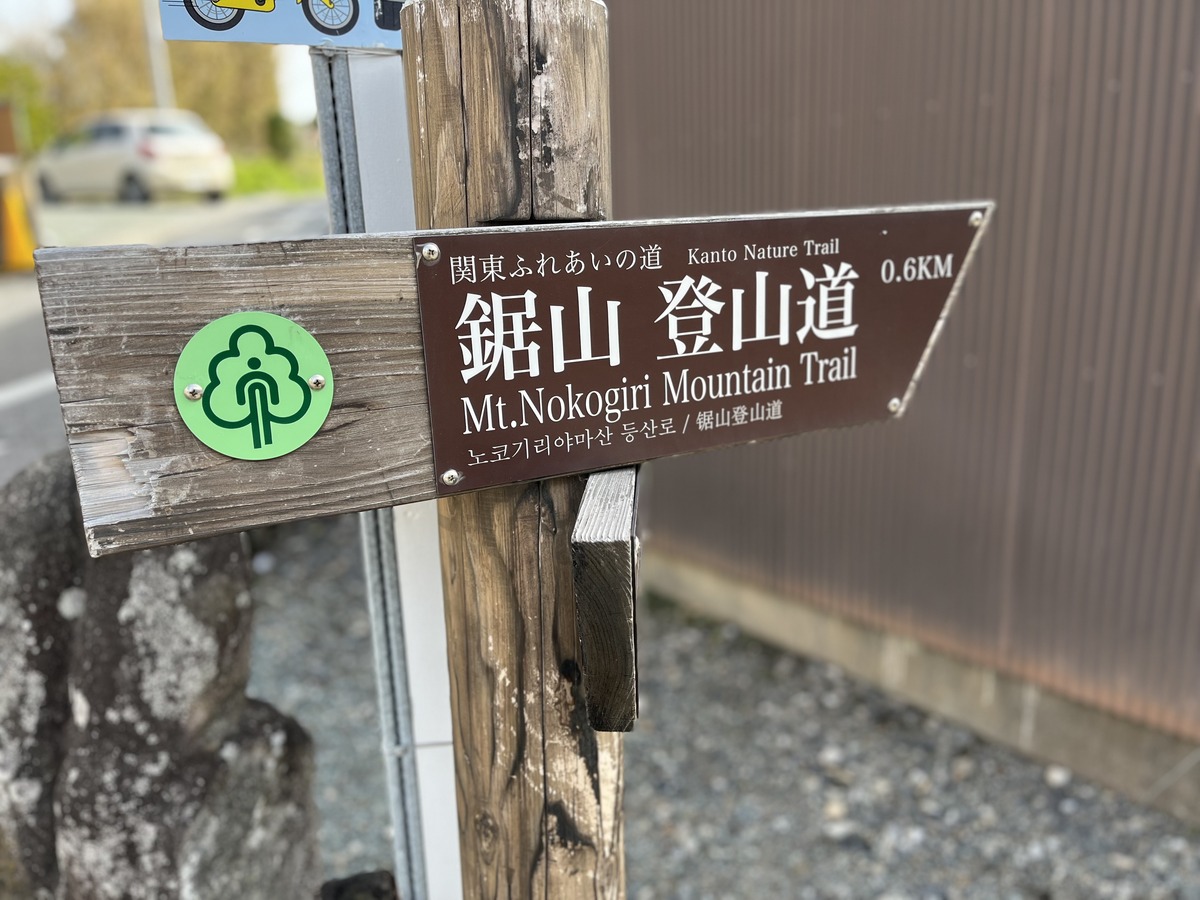 関東ふれあいの道 Kanto Nature Trail
鋸山 登山道 0.6KM
Mt.Nokogiri Mountain Trail
노코기리야마산 등산로 / 锯山登山道